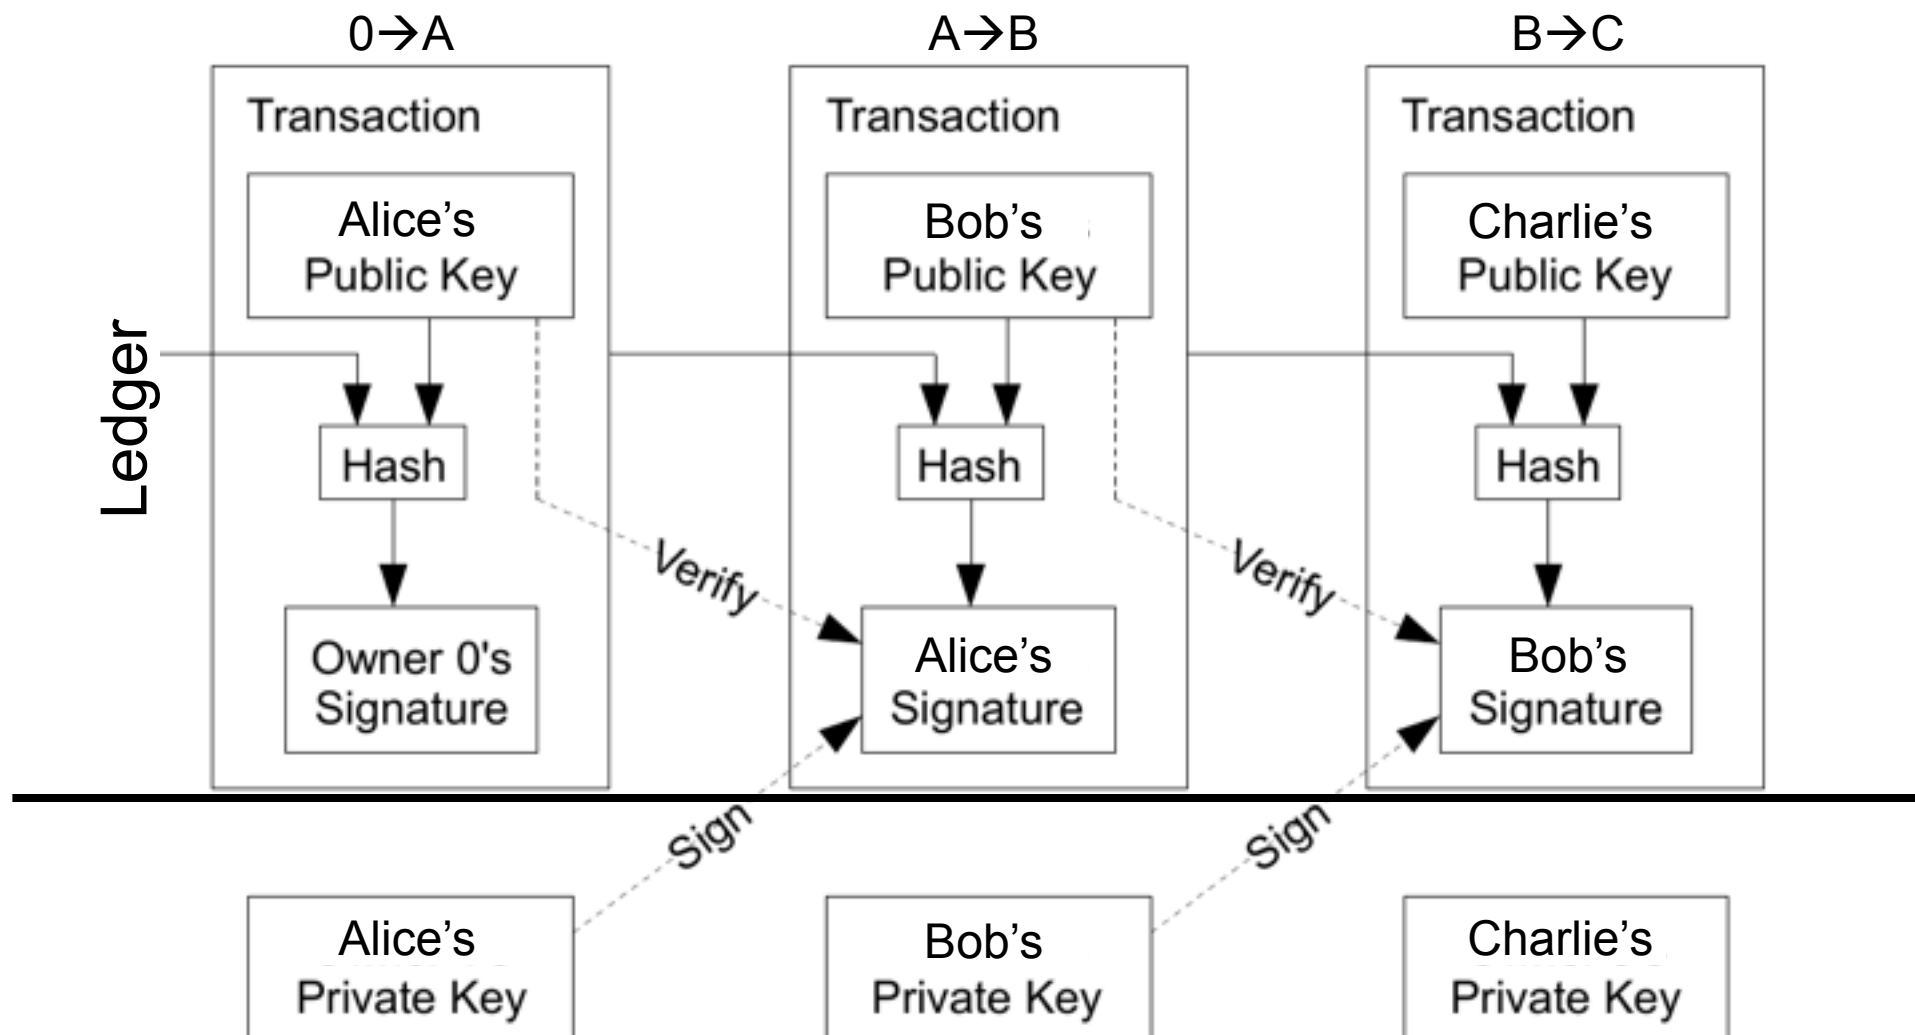 0→A
A→B
B→C
Transaction
Transaction
Transaction
Alice’s
Public Key
Bob’s
Public Key
Charlie’s
Public Key
Ledger
Hash
Hash
Hash
Verify
Verify
Owner 0's
Signature
Alice’s
Signature
Bob’s
Signature
Sign
Sign
Alice’s
Private Key
Bob’s
Private Key
Charlie’s
Private Key